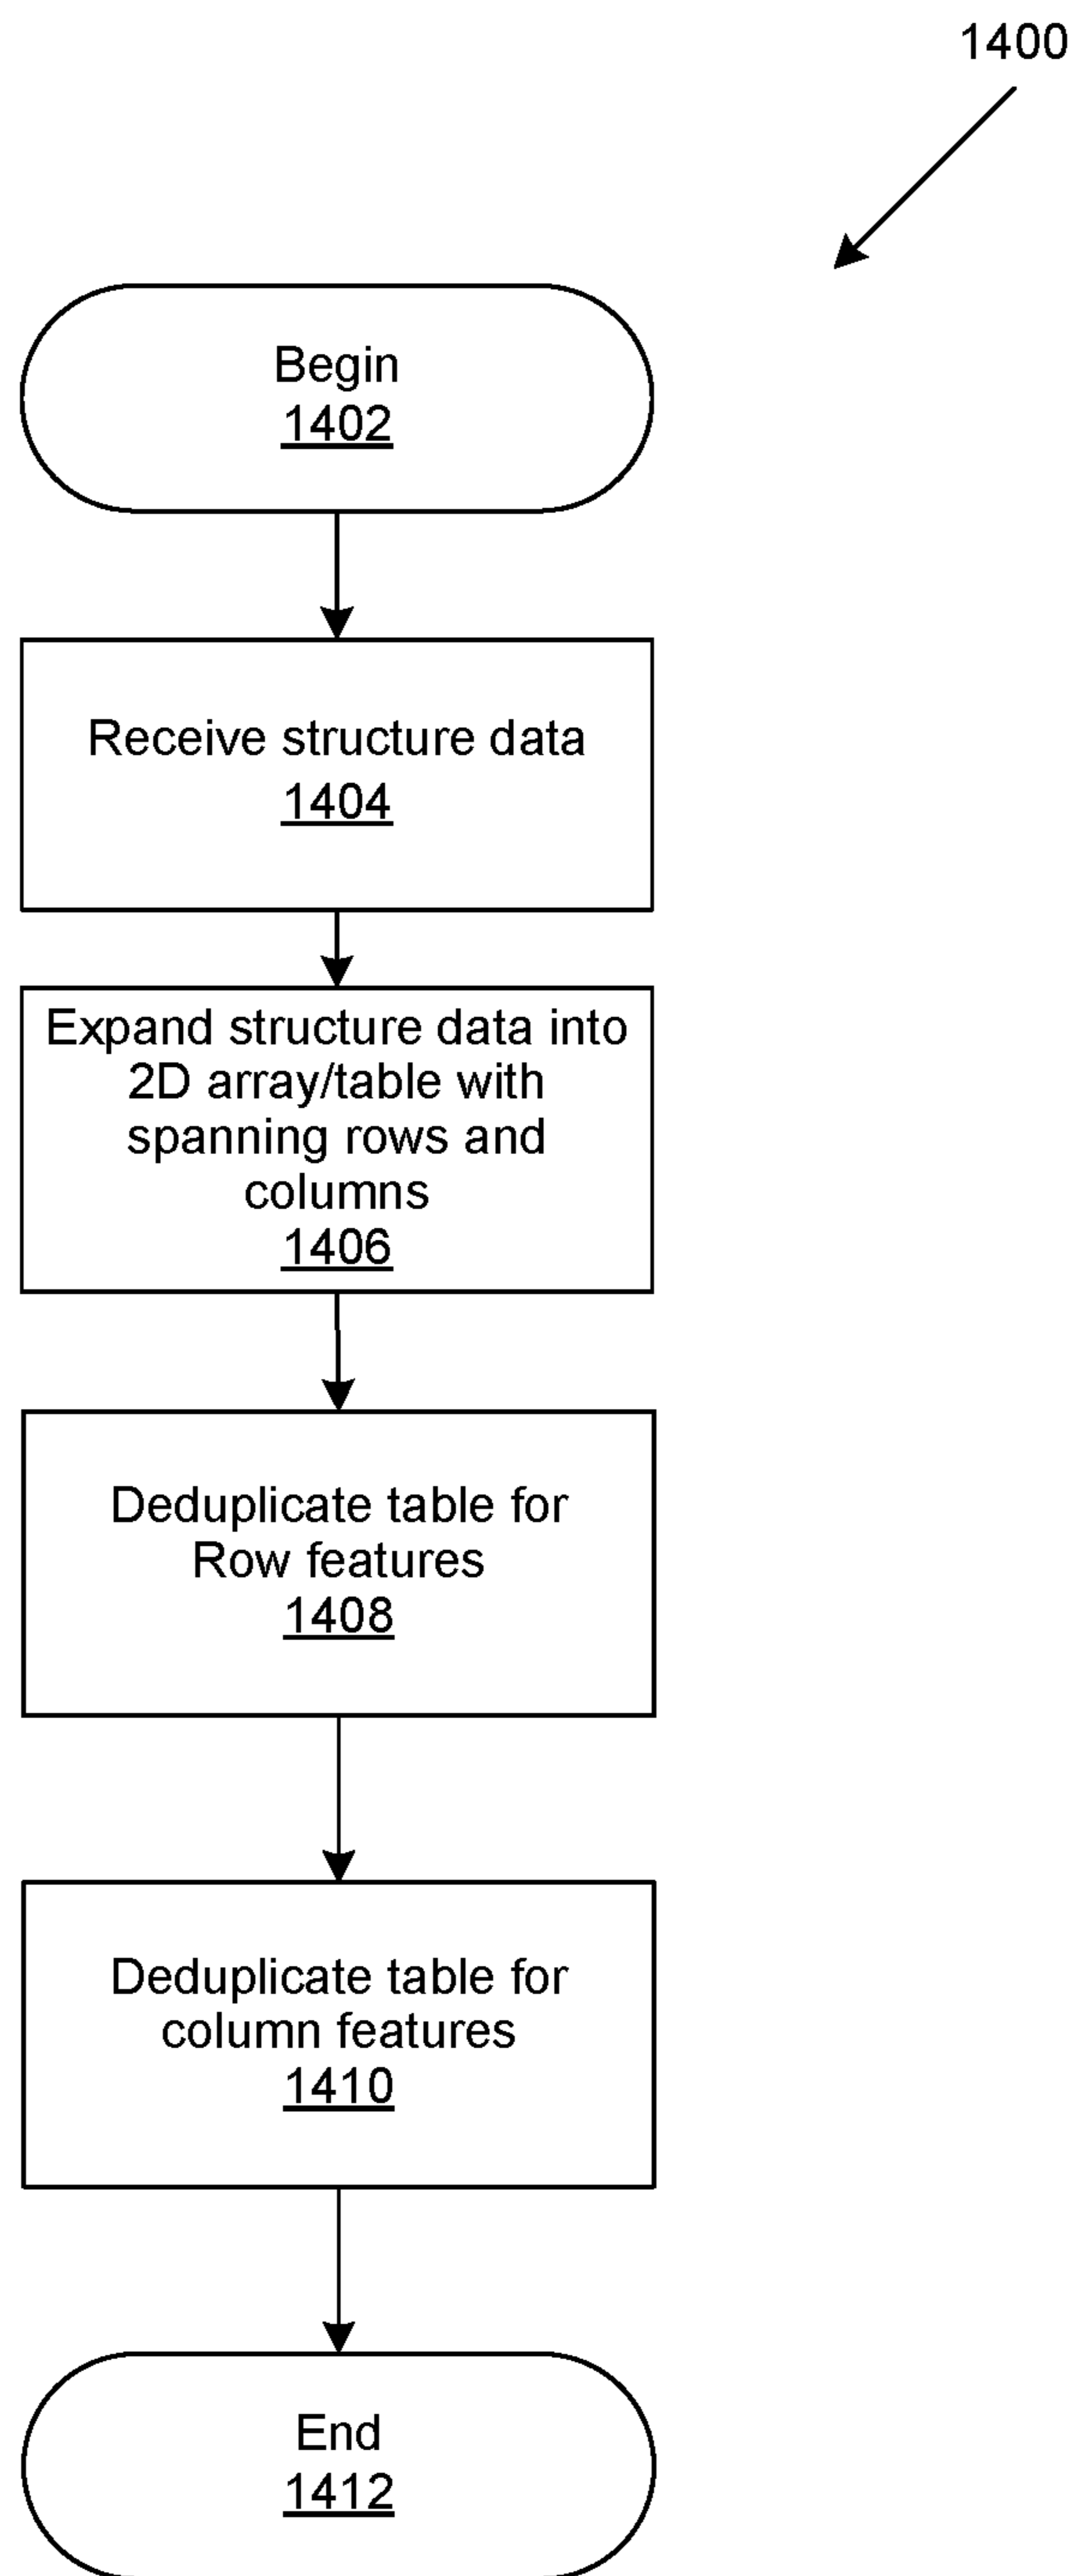 1400
Begin
1402
Receive structure data
1404
Expand structure data into
2D array/table with
spanning rows and
columns
1406
Deduplicate table for
Row features
1408
Deduplicate table for
column features
1410
End
1412